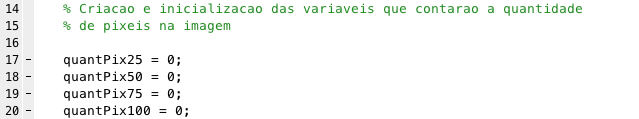 14 % Criacao e inicializacao das variaveis que contarao a quantidade
15 % de pixeis na imagem
16
17 - quantPix25 = 0;
18 - quantPix50 = 0;
19 - quantPix75 = 0;
20 - quantPix100 = 0;